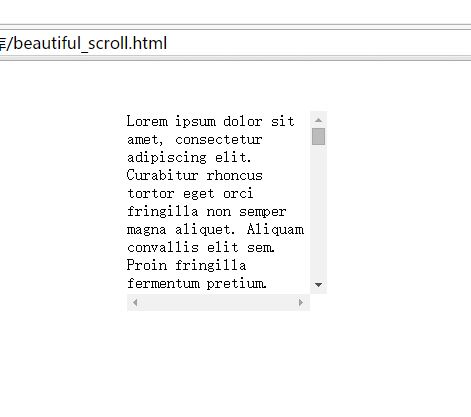 /beautiful_scroll.html
Lorem ipsum dolor sit
amet, consectetur
adipiscing elit.
Curabitur rhoncus
tortor eget orci
fringilla non semper
magna aliquet. Aliquam
convallis elit sem.
Proin fringilla
fermentum pretium.